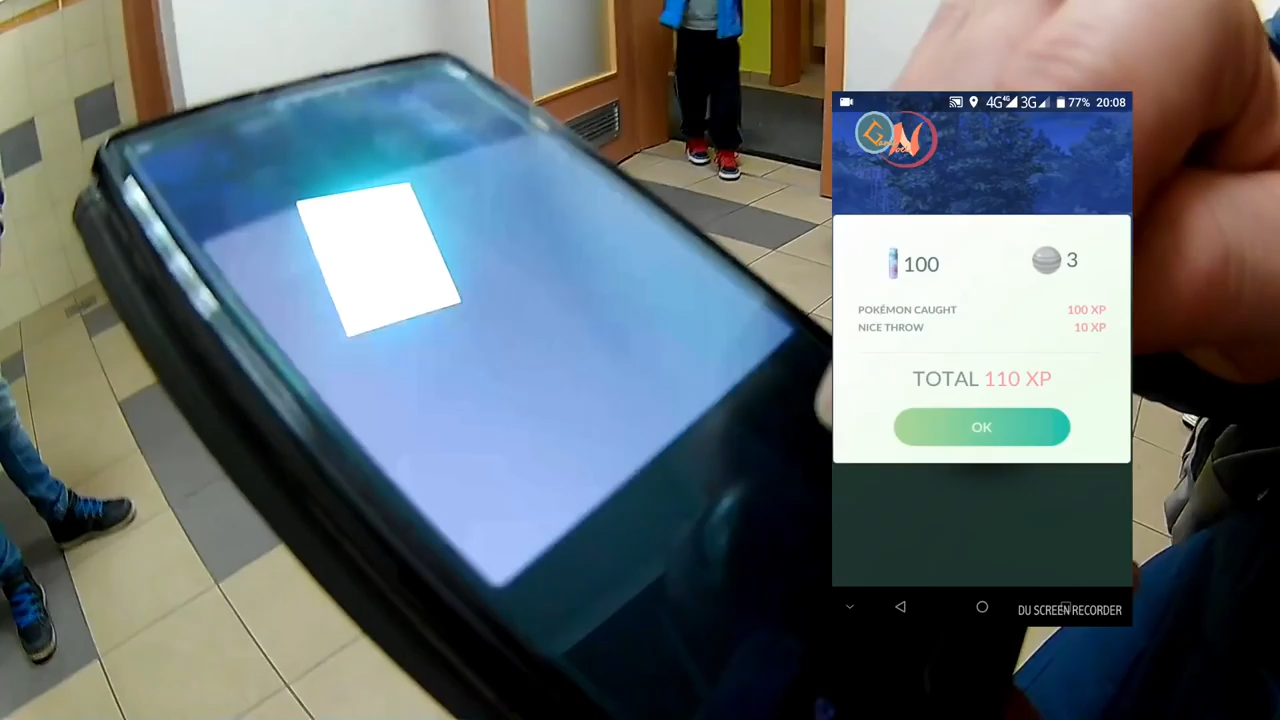 4G 4G 3G 77% 20:08
100
3
POKÉMON CAUGHT 100 XP
NICE THROW 10 XP
TOTAL 110 XP
OK
DU SCREEN RECORDER